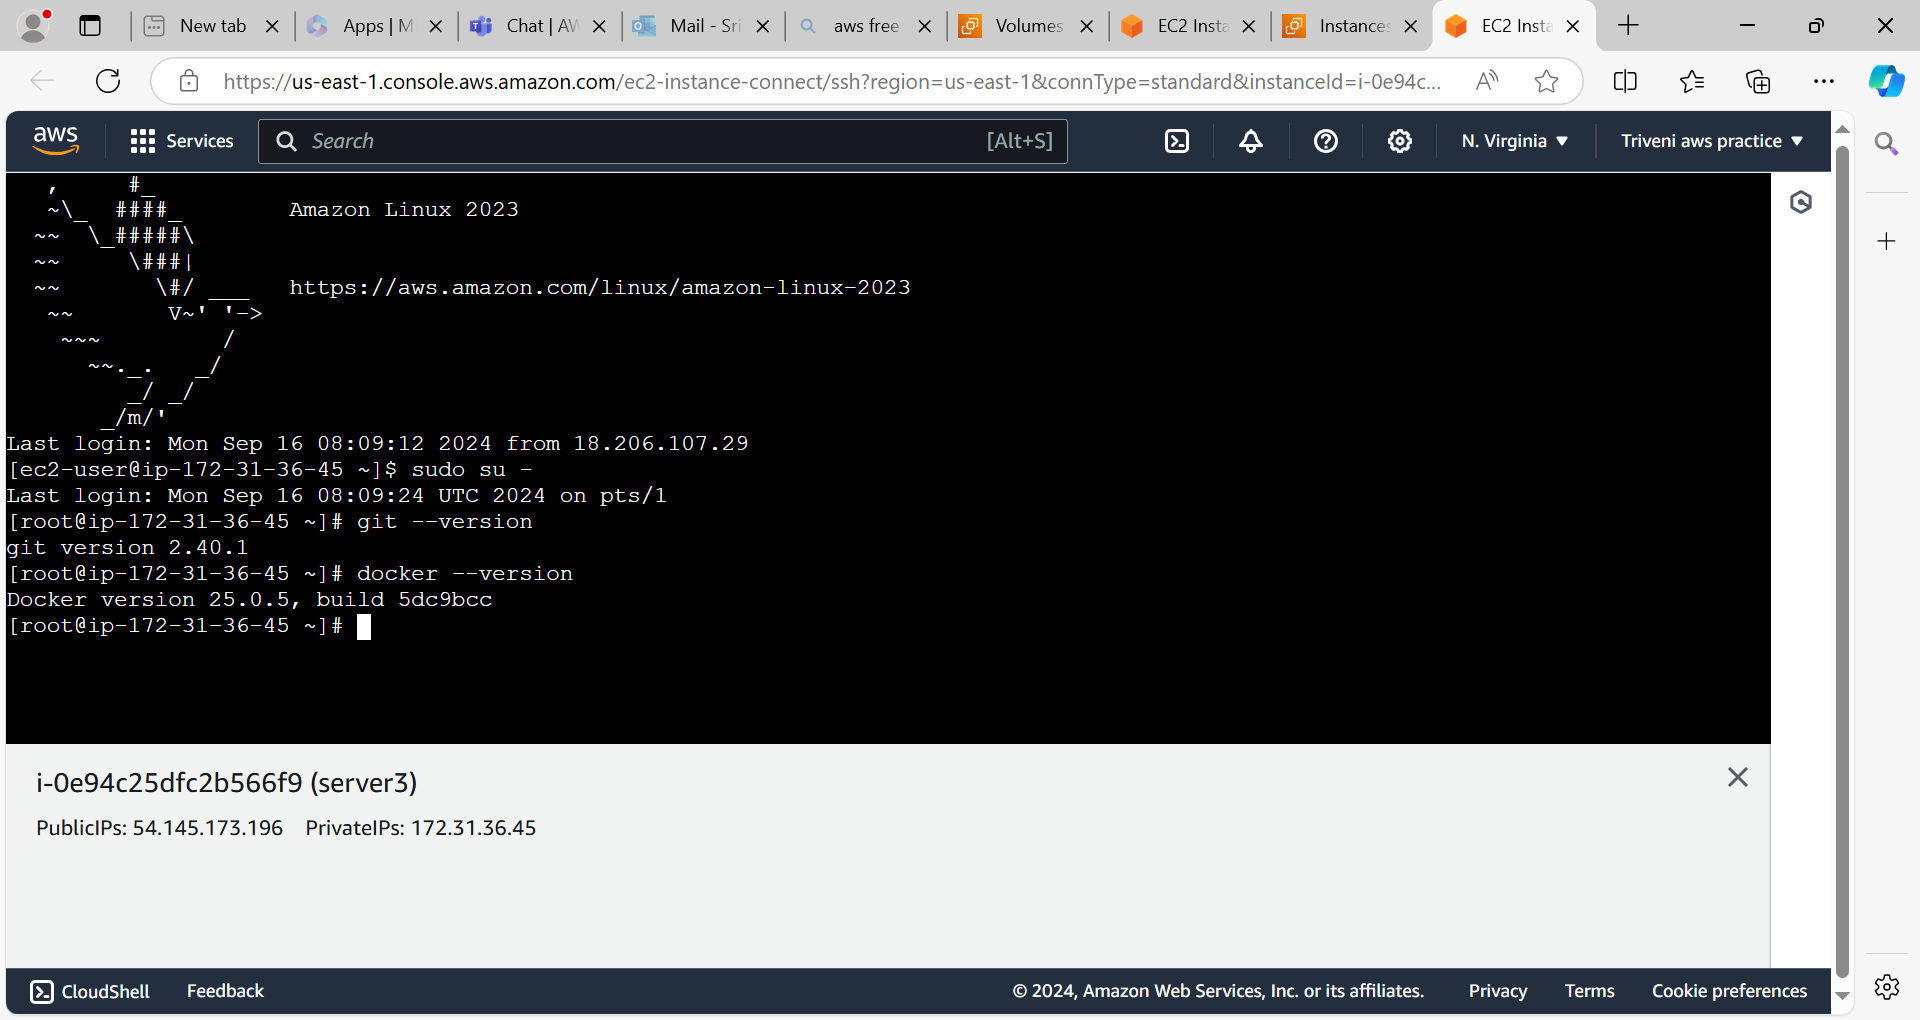 New tab
Apps | M
Chat | AW
Mail - Sri
aws free
Volumes
EC2 Insta
Instances
EC2 Insta
https://us-east-1.console.aws.amazon.com/ec2-instance-connect/ssh?region=us-east-1&connType=standard&instanceId=i-0e94c...
aws Services Search [Alt+S] N. Virginia Triveni aws practice
   ,     #_
   ~\_  ####_        Amazon Linux 2023
  ~~  \_#####\
  ~~     \###|
  ~~       \#/ ___   https://aws.amazon.com/linux/amazon-linux-2023
   ~~       V~' '->
    ~~~         /
      ~~._.   _/
         _/ _/
       _/m/'
Last login: Mon Sep 16 08:09:12 2024 from 18.206.107.29
[ec2-user@ip-172-31-36-45 ~]$ sudo su -
Last login: Mon Sep 16 08:09:24 UTC 2024 on pts/1
[root@ip-172-31-36-45 ~]# git --version
git version 2.40.1
[root@ip-172-31-36-45 ~]# docker --version
Docker version 25.0.5, build 5dc9bcc
[root@ip-172-31-36-45 ~]#
i-0e94c25dfc2b566f9 (server3)
PublicIPs: 54.145.173.196 PrivateIPs: 172.31.36.45
CloudShell Feedback © 2024, Amazon Web Services, Inc. or its affiliates. Privacy Terms Cookie preferences